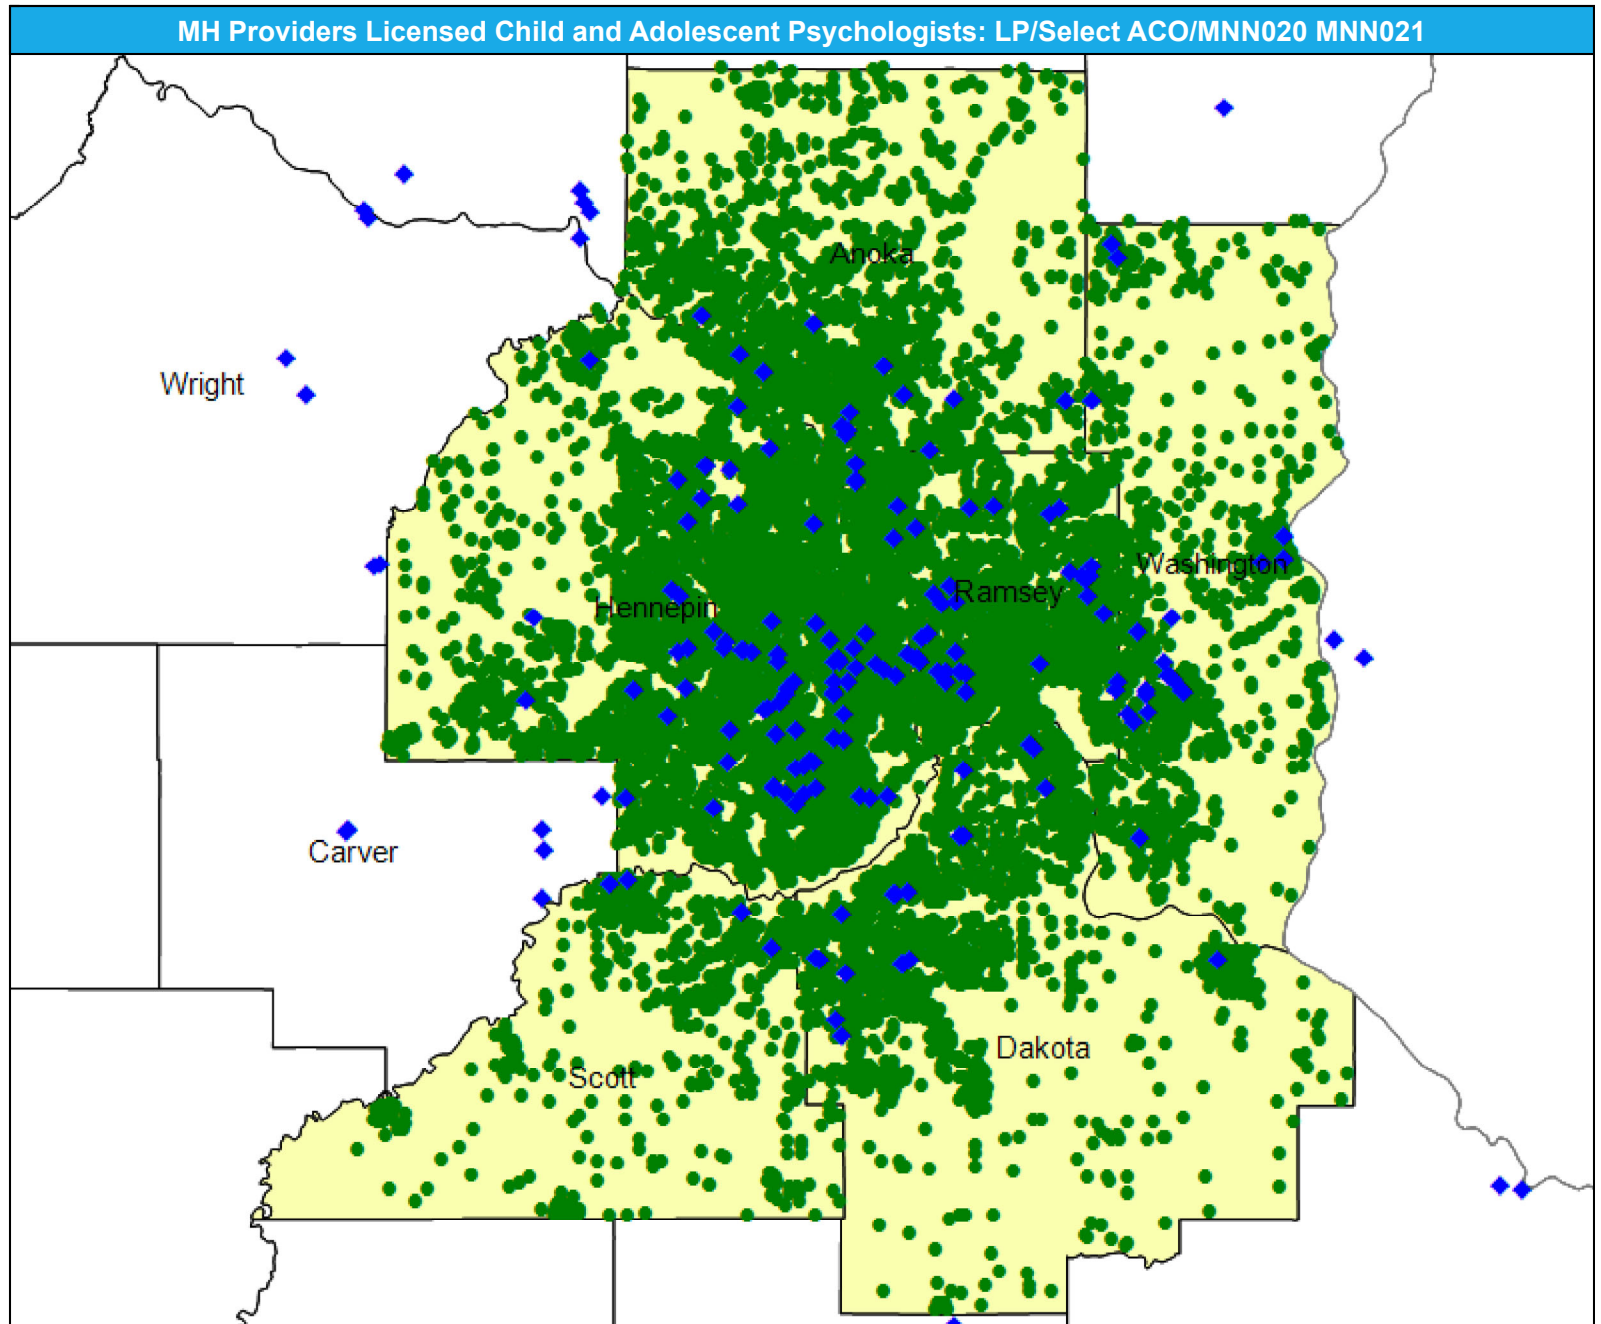 MH Providers Licensed Child and Adolescent Psychologists: LP/Select ACO/MNN020 MNN021
Anoka
Wright
Washington
Ramsey
Hennepin
Carver
Dakota
Scott